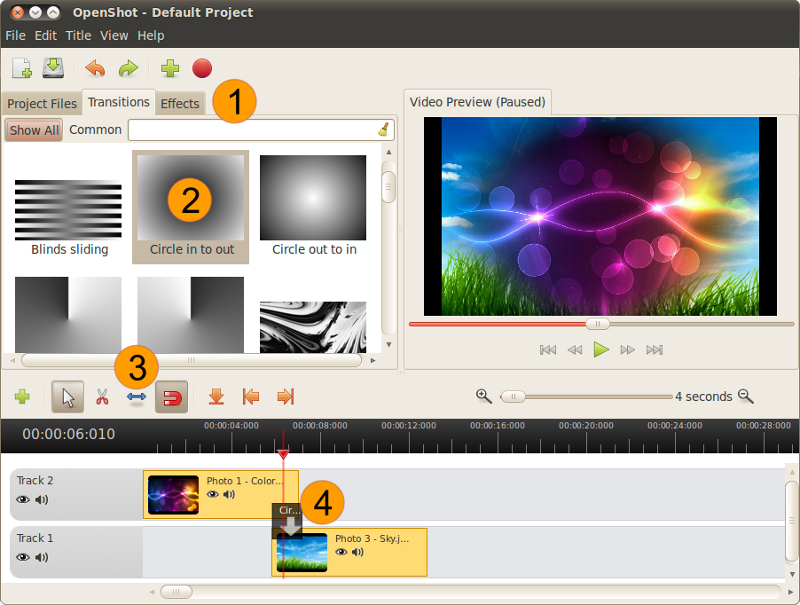 OpenShot - Default Project
File Edit Title View Help
Project Files Transitions Effects 1
Video Preview (Paused)
Show All Common
2
Blinds sliding Circle in to out Circle out to in
3
4 seconds
00:00:06:010
00:00:04:000 00:00:08:000 00:00:12:000 00:00:16:000 00:00:20:000 00:00:24:000 00:00:28:000
Track 2
Photo 1 - Color...
Cir...
4
Track 1
Photo 3 - Sky.j...